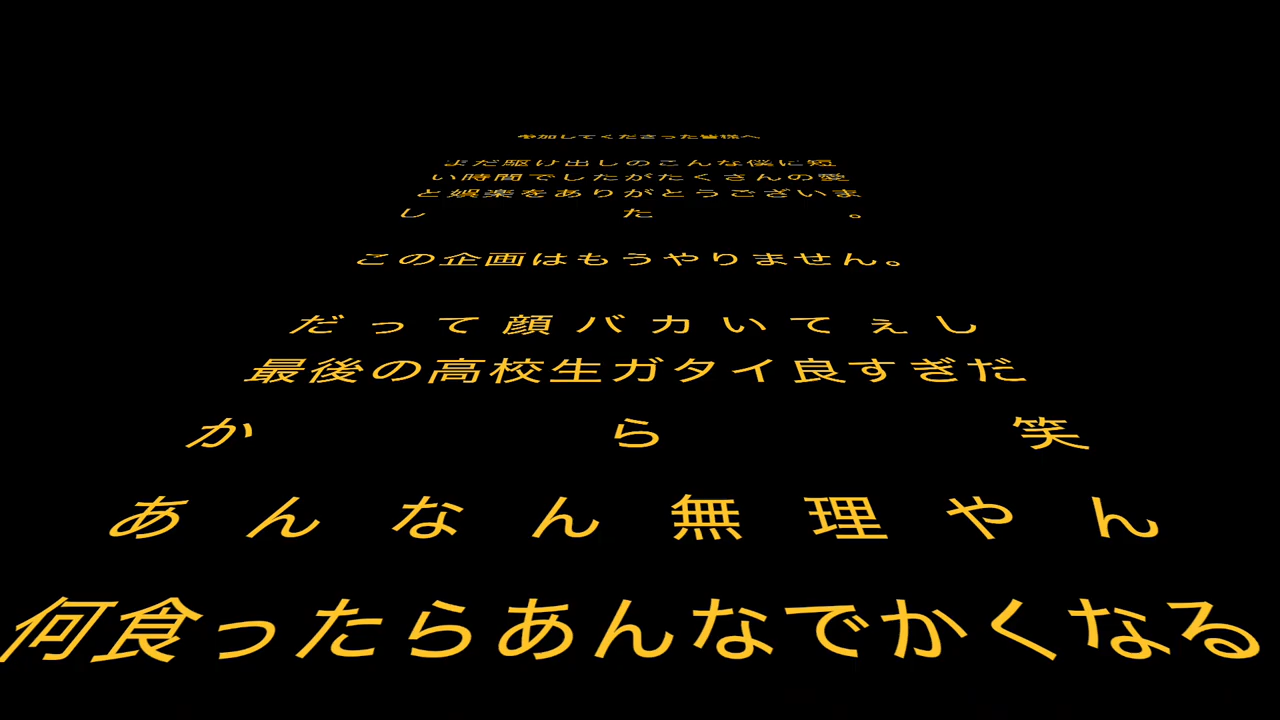 参加してくださった皆様へ
まだ駆け出しのこんな僕に短
い時間でしたがたくさんの愛
と娯楽をありがとうございま
した。
この企画はもうやりません。
だって顔バカいてぇし
最後の高校生ガタイ良すぎだ
から笑
あんなん無理やん
何食ったらあんなでかくなる